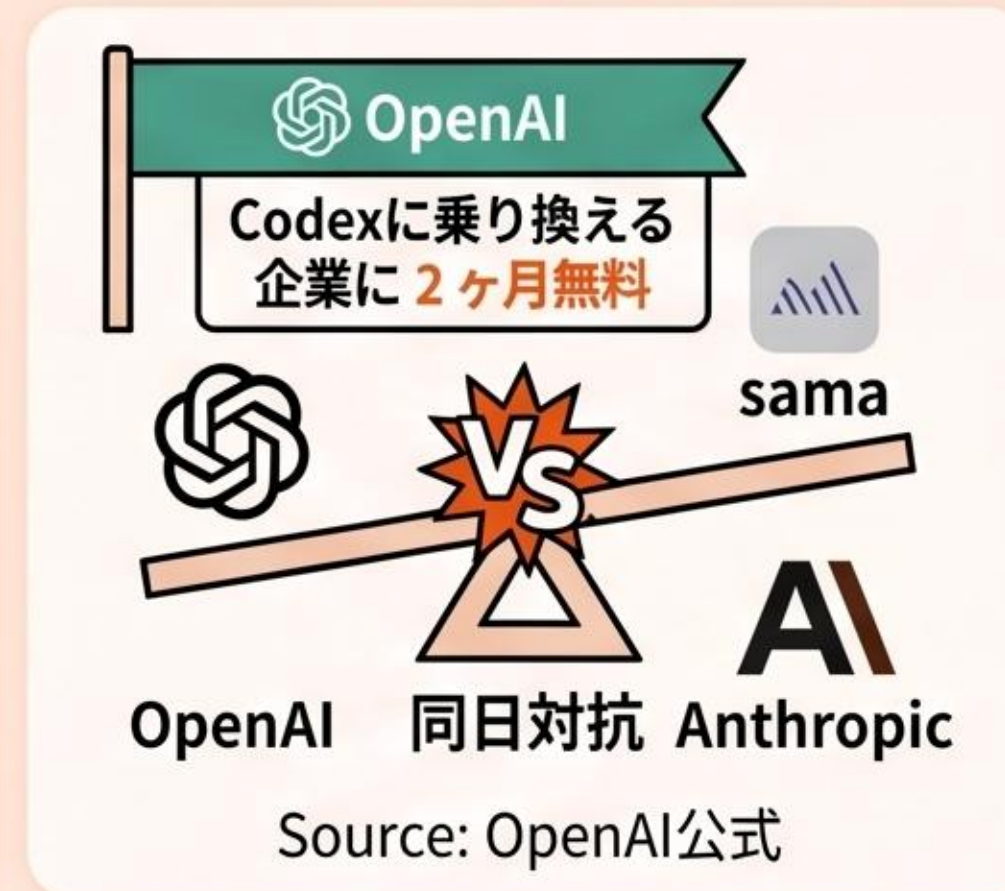 OpenAI
Codexに乗り換える
企業に 2ヶ月無料
sama
VS
A\
OpenAI 同日対抗 Anthropic
Source: OpenAI公式